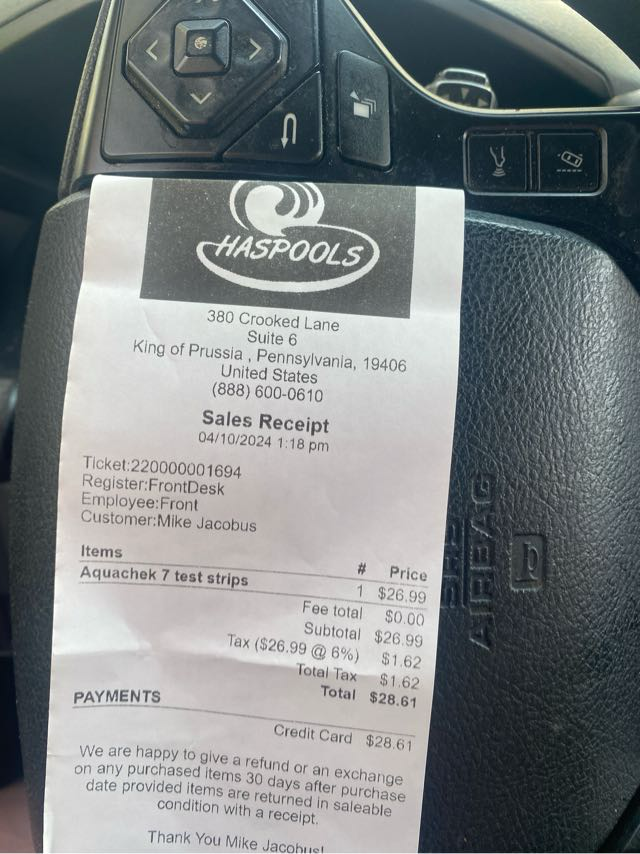 HASPOOLS
380 Crooked Lane
Suite 6
King of Prussia , Pennsylvania, 19406
United States
(888) 600-0610
Sales Receipt
04/10/2024 1:18 pm
Ticket:220000001694
Register:FrontDesk
Employee:Front
Customer:Mike Jacobus
Items # Price
Aquachek 7 test strips 1 $26.99
Fee total $0.00
Subtotal $26.99
Tax ($26.99 @ 6%) $1.62
Total Tax $1.62
Total $28.61
PAYMENTS
Credit Card $28.61
We are happy to give a refund or an exchange
on any purchased items 30 days after purchase
date provided items are returned in saleable
condition with a receipt.
Thank You Mike Jacobus!
SRS
AIRBAG